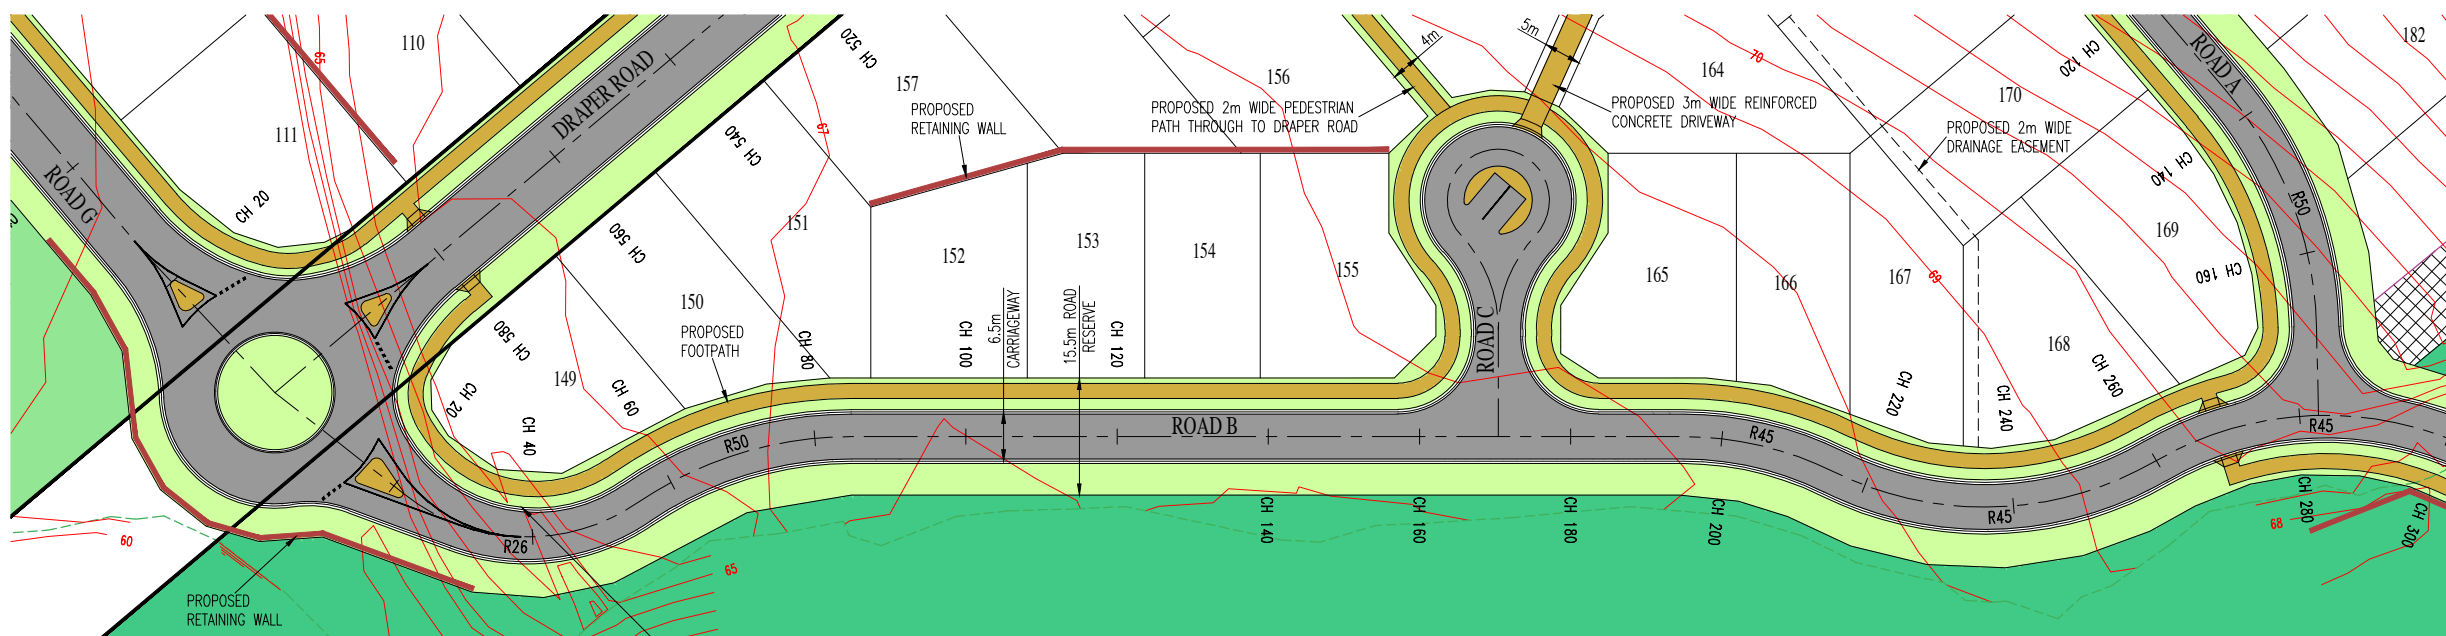 110
65
111
CH 20
ROAD G
DRAPER ROAD
CH 520
CH 540
CH 560
CH 580
157
PROPOSED
RETAINING WALL
67
151
150
PROPOSED
FOOTPATH
149
CH 20
CH 40
CH 60
CH 80
152
153
154
155
CH 100
6.5m
CARRIAGEWAY
15.5m ROAD
RESERVE
CH 120
156
PROPOSED 2m WIDE PEDESTRIAN
PATH THROUGH TO DRAPER ROAD
4m
5m
164
70
PROPOSED 3m WIDE REINFORCED
CONCRETE DRIVEWAY
170
PROPOSED 2m WIDE
DRAINAGE EASEMENT
CH 120
CH 140
CH 160
ROAD A
R50
182
169
165
166
167
69
168
ROAD C
CH 220
CH 240
CH 260
ROAD B
R50
R45
R45
R45
R26
CH 140
CH 160
CH 180
CH 200
CH 280
CH 300
68
60
65
PROPOSED
RETAINING WALL